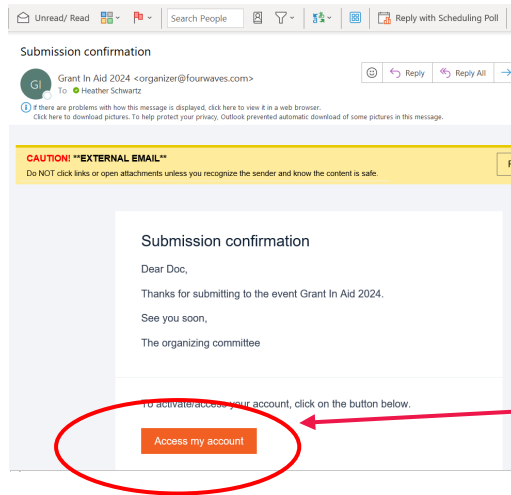 Unread/ Read Search People Reply with Scheduling Poll
Submission confirmation
GI
Grant In Aid 2024 <organizer@fourwaves.com>
To Heather Schwartz
Reply Reply All
If there are problems with how this message is displayed, click here to view it in a web browser.
Click here to download pictures. To help protect your privacy, Outlook prevented automatic download of some pictures in this message.
CAUTION! **EXTERNAL EMAIL**
Do NOT click links or open attachments unless you recognize the sender and know the content is safe.
Submission confirmation
Dear Doc,
Thanks for submitting to the event Grant In Aid 2024.
See you soon,
The organizing committee
To activate/access your account, click on the button below.
Access my account